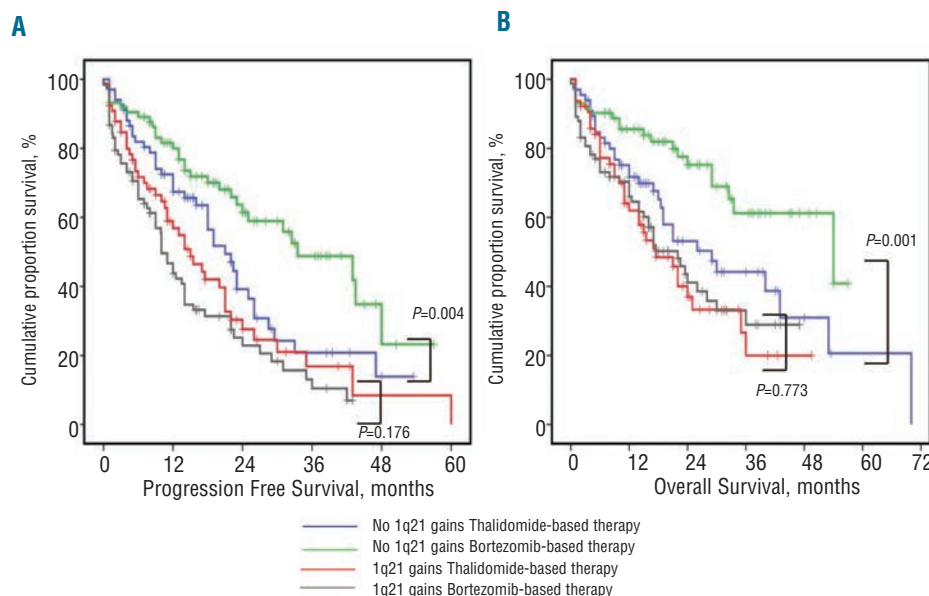 A
B
Cumulative proportion survival, %
100
80
60
40
20
0
P=0.004
P=0.176
0 12 24 36 48 60
Progression Free Survival, months
Cumulative proportion survival, %
100
80
60
40
20
0
P=0.001
P=0.773
0 12 24 36 48 60 72
Overall Survival, months
No 1q21 gains Thalidomide-based therapy
No 1q21 gains Bortezomib-based therapy
1q21 gains Thalidomide-based therapy
1q21 gains Bortezomib-based therapy